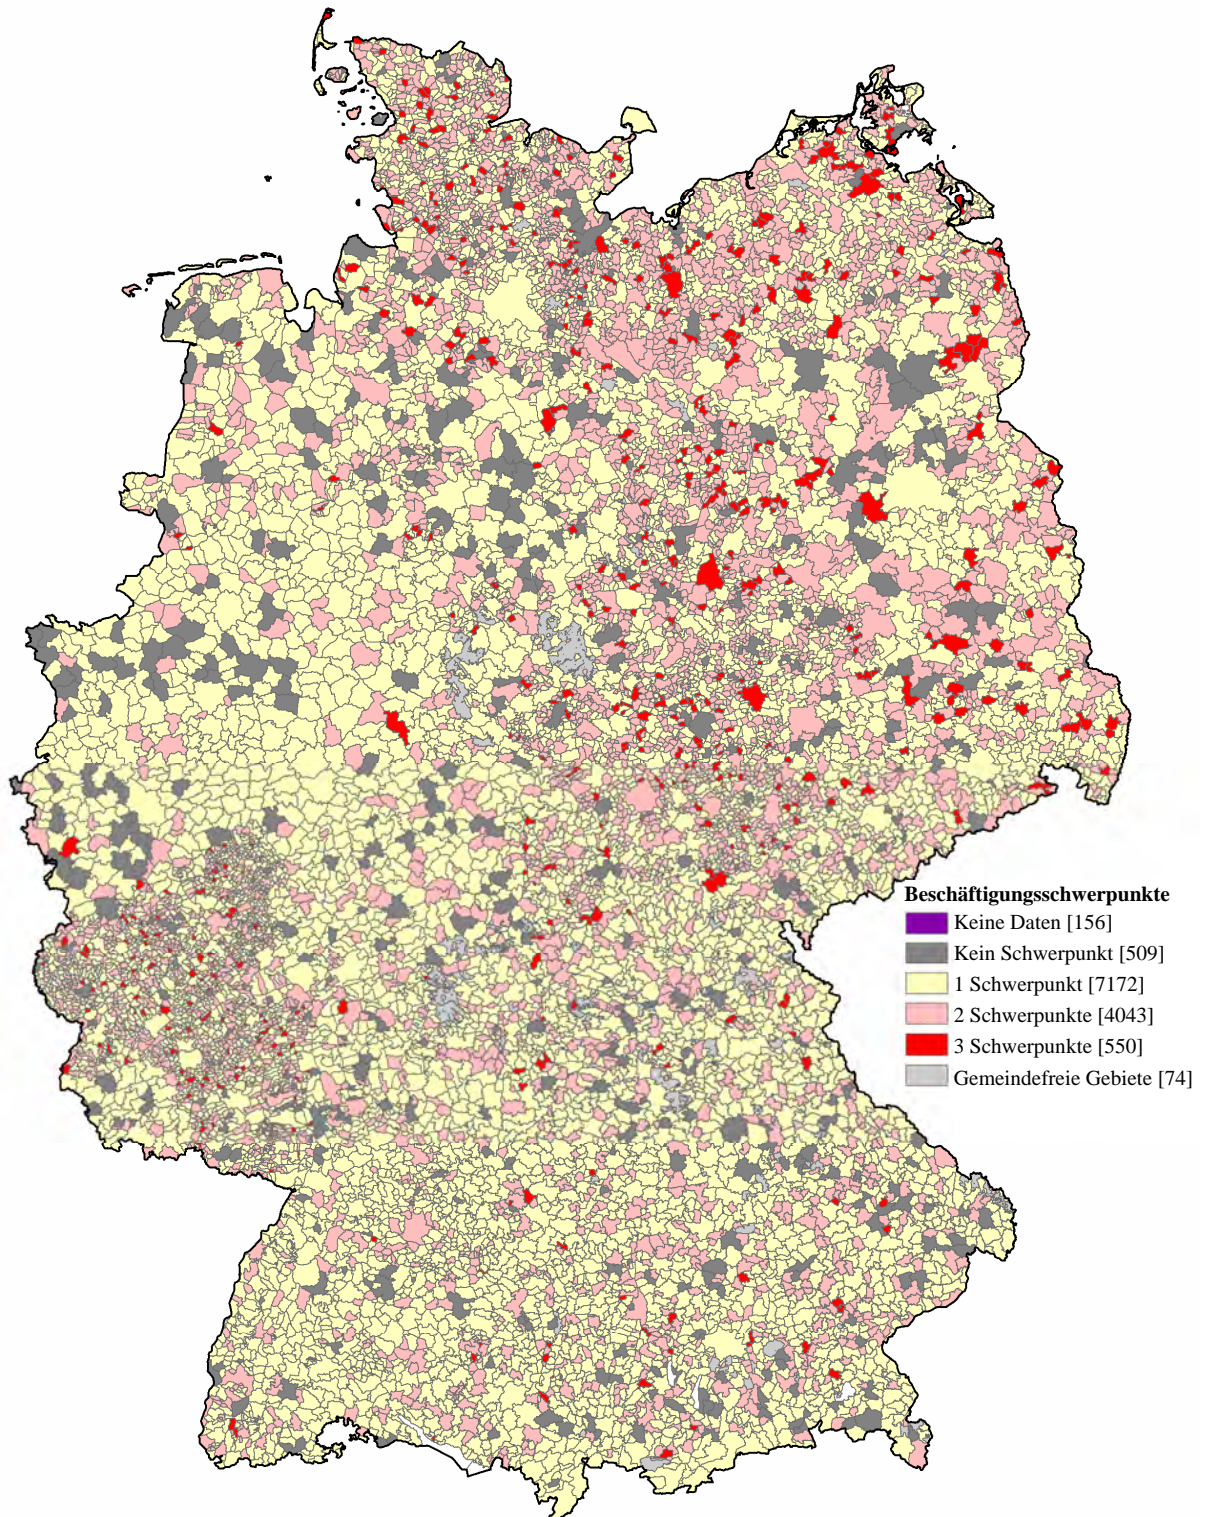 Beschäftigungsschwerpunkte
Keine Daten [156]
Kein Schwerpunkt [509]
1 Schwerpunkt [7172]
2 Schwerpunkte [4043]
3 Schwerpunkte [550]
Gemeindefreie Gebiete [74]